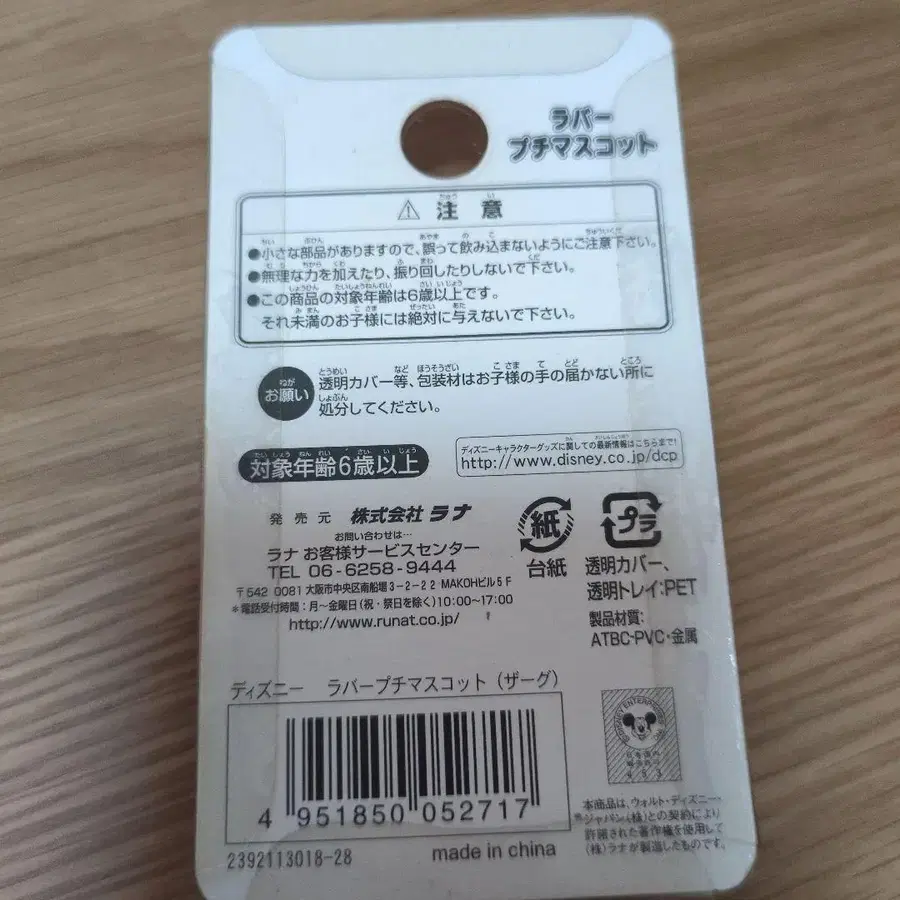 ラバー
プチマスコット
⚠ 注意
●小さな部品がありますので、誤って飲み込まないようにご注意下さい。
●無理な力を加えたり、振り回したりしないで下さい。
●この商品の対象年齢は6歳以上です。
それ未満のお子様には絶対に与えないで下さい。
お願い
透明カバー等、包装材はお子様の手の届かない所に
処分してください。
対象年齢6歳以上
ディズニーキャラクターグッズに関しての最新情報はこちらまで!
http://www.disney.co.jp/dcp
発売元 株式会社 ラナ
お問い合わせは…
ラナ お客様サービスセンター
TEL 06-6258-9444
〒542 0081 大阪市中央区南船場3-2-22 MAKOHビル5F
*電話受付時間：月～金曜日(祝・祭日を除く)10:00～17:00
http://www.runat.co.jp/
紙
台紙
プラ
透明カバー、
透明トレイ:PET
製品材質:
ATBC-PVC・金属
ディズニー ラバープチマスコット（ザーグ）
4 951850 052717
2392113018-28
made in china
本商品は、ウォルト・ディズニー・
ジャパン(株)との契約により
許諾された著作権を使用して
(株)ラナが製造したものです。